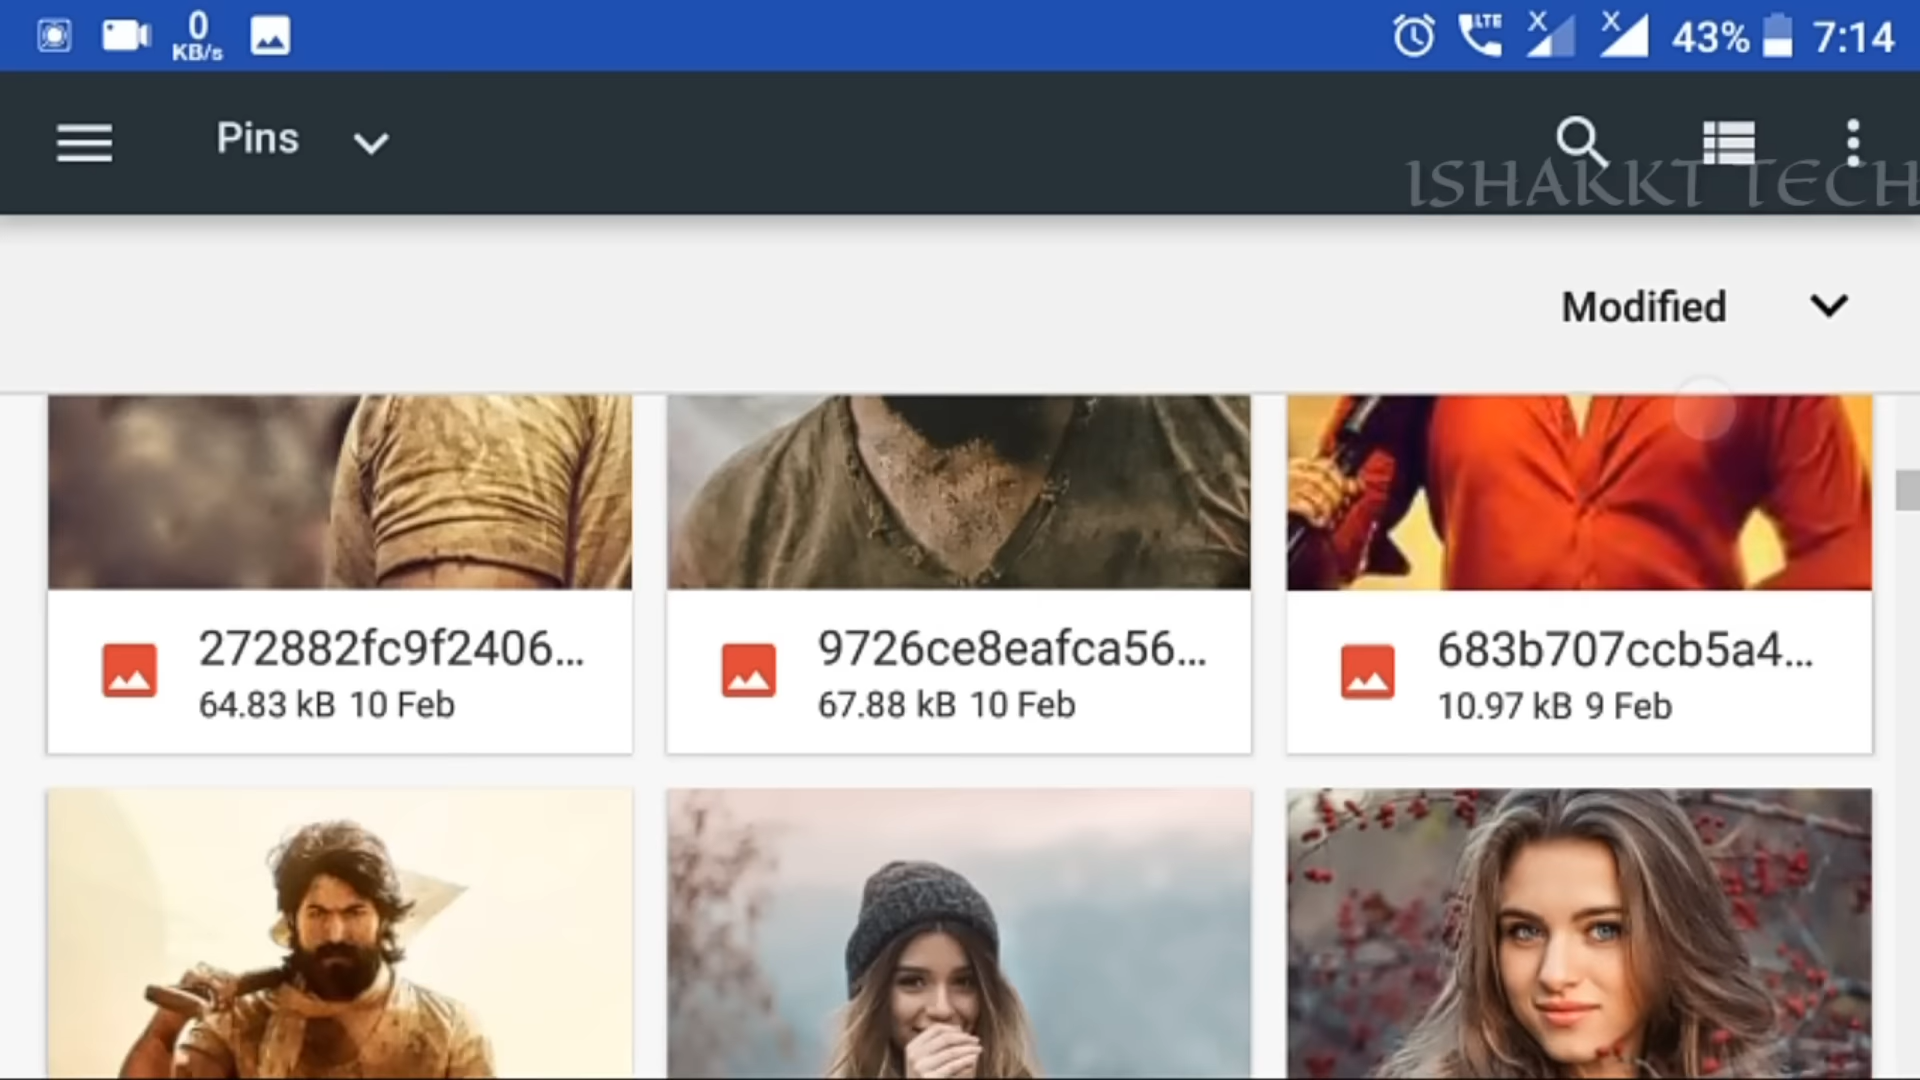 0
KB/s
LTE
X
X
43%
7:14
Pins
ISHAKKT TECH
Modified
272882fc9f2406...
64.83 kB 10 Feb
9726ce8eafca56...
67.88 kB 10 Feb
683b707ccb5a4...
10.97 kB 9 Feb